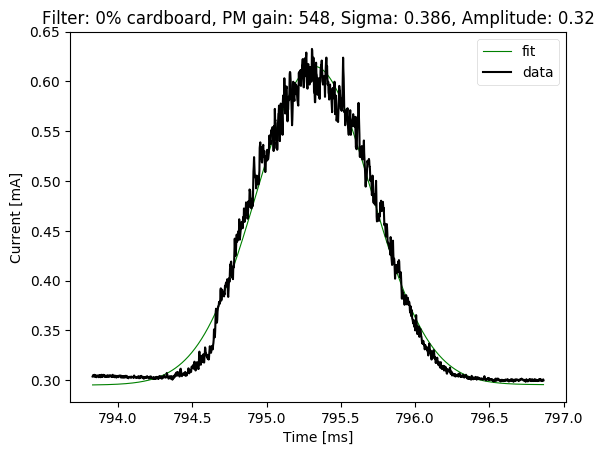 Filter: 0% cardboard, PM gain: 548, Sigma: 0.386, Amplitude: 0.32
0.65
0.60
0.55
0.50
0.45
0.40
0.35
0.30
Current [mA]
fit
data
794.0 794.5 795.0 795.5 796.0 796.5 797.0
Time [ms]